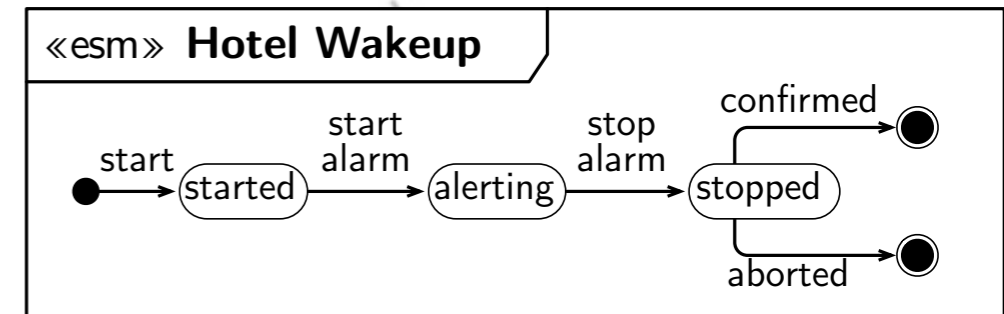 «esm» Hotel Wakeup
start
started
start
alarm
alerting
stop
alarm
stopped
confirmed
aborted